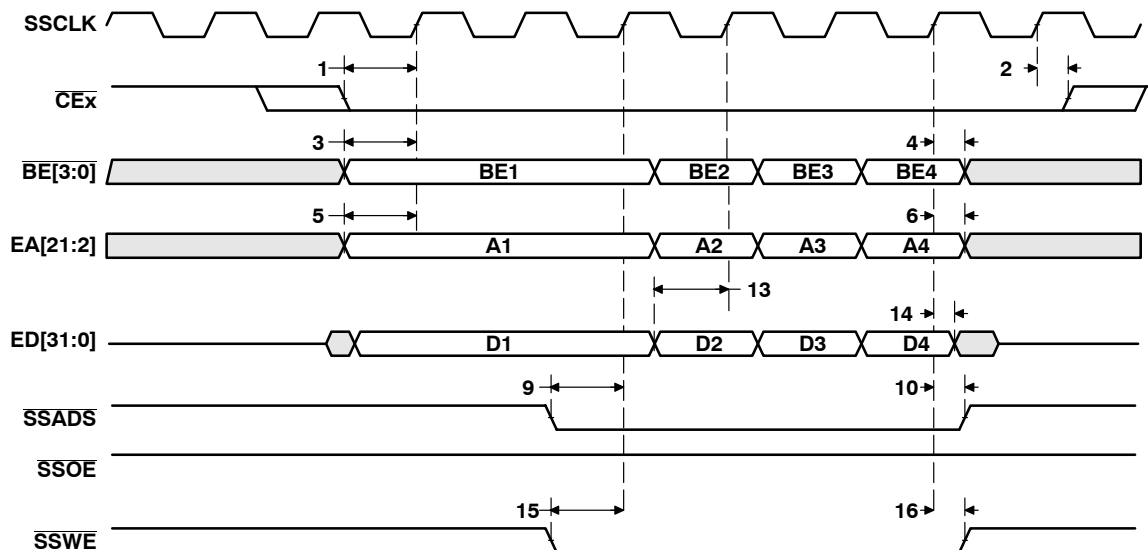 SSCLK
1 2
CEx
3 4
BE[3:0] BE1 BE2 BE3 BE4
5 6
EA[21:2] A1 A2 A3 A4
13
14
ED[31:0] D1 D2 D3 D4
9 10
SSADS
SSOE
15 16
SSWE